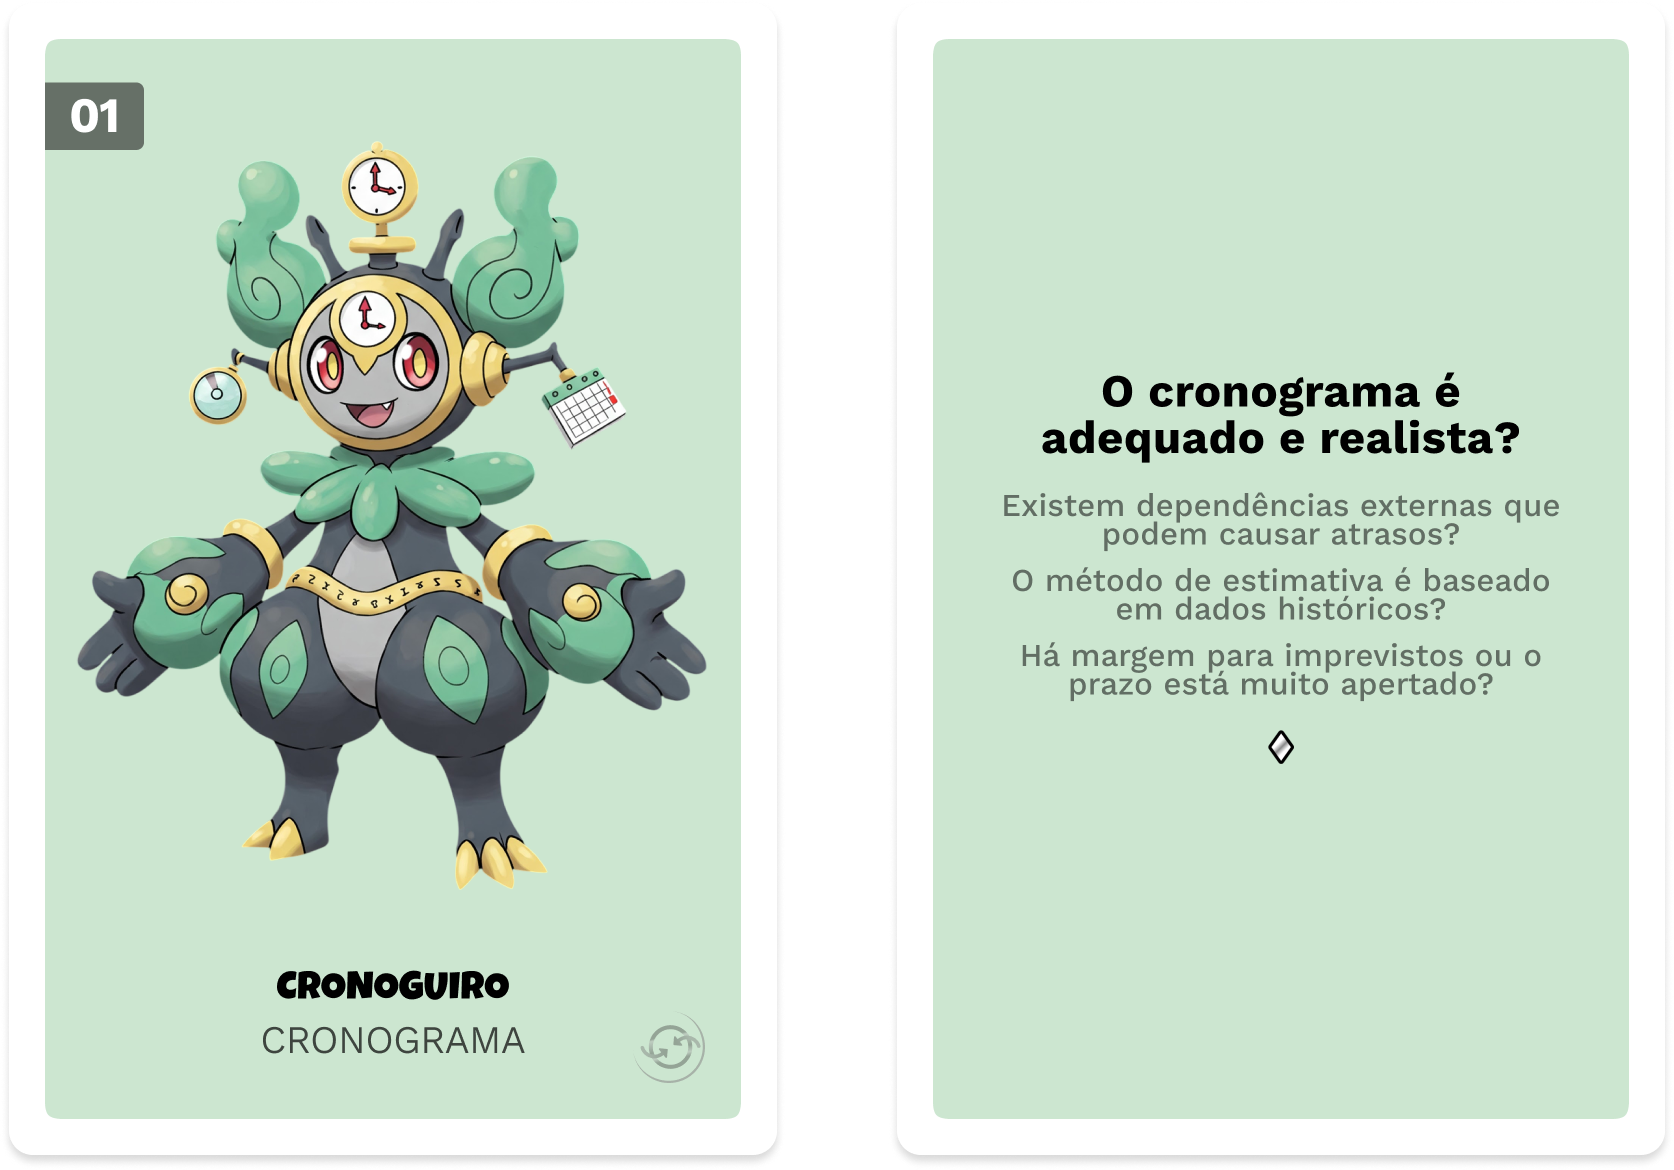 01
CRONOGUIRO
CRONOGRAMA
O cronograma é
adequado e realista?
Existem dependências externas que
podem causar atrasos?
O método de estimativa é baseado
em dados históricos?
Há margem para imprevistos ou o
prazo está muito apertado?